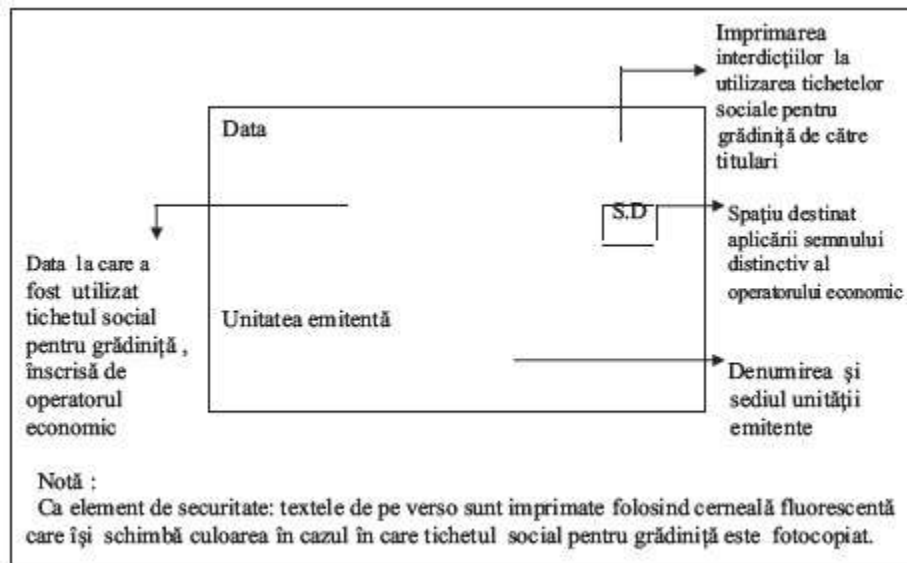 Imprimarea
interdicțiilor la
utilizarea tichetelor
sociale pentru
grădiniță de către
titulari
Data
S.D
Spațiu destinat
aplicării semnului
distinctiv al
operatorului economic
Data la care a
fost utilizat
tichetul social
pentru grădiniță ,
înscrisă de
operatorul
economic
Unitatea emitentă
Denumirea și
sediul unității
emitente
Notă :
Ca element de securitate: textele de pe verso sunt imprimate folosind cerneală fluorescentă
care își schimbă culoarea în cazul în care tichetul social pentru grădiniță este fotocopiat.